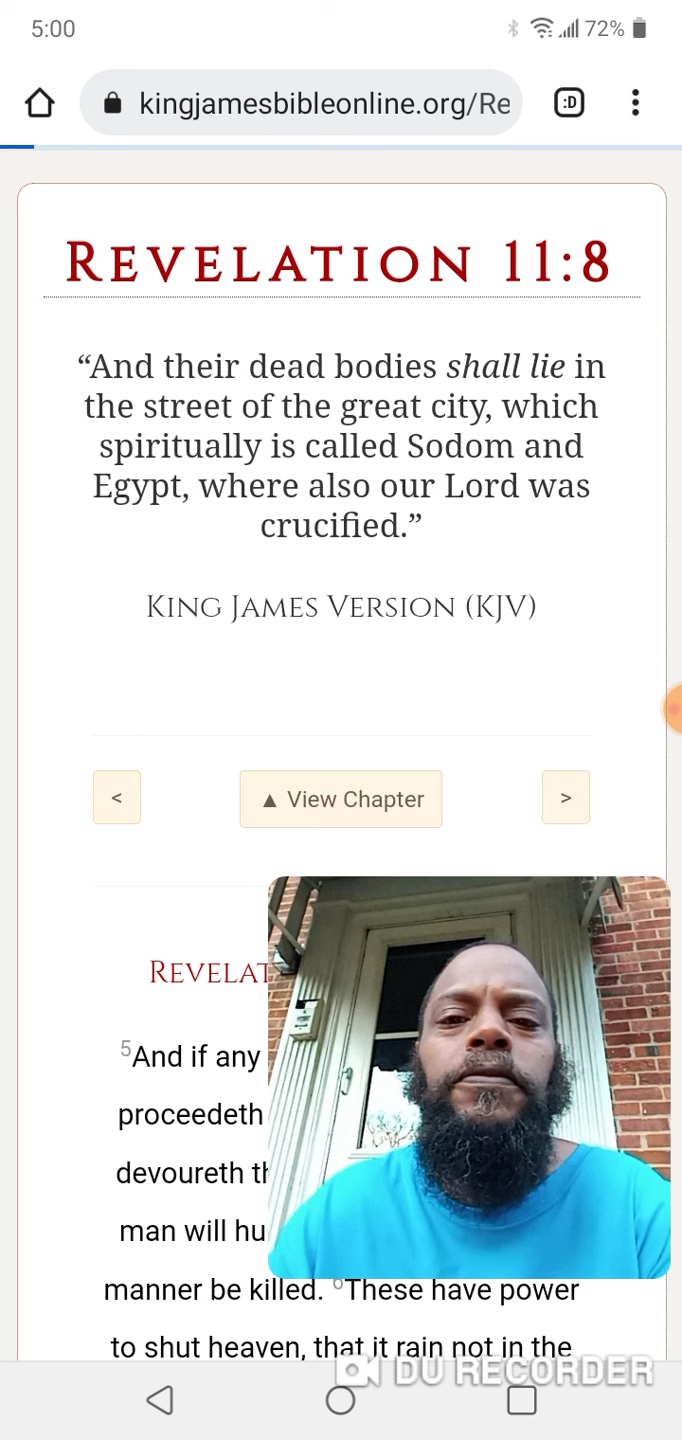 5:00 72%
kingjamesbibleonline.org/Re :D
REVELATION 11:8
“And their dead bodies shall lie in
the street of the great city, which
spiritually is called Sodom and
Egypt, where also our Lord was
crucified.”
KING JAMES VERSION (KJV)
< ▲ View Chapter >
REVELAT
5And if any
proceedeth
devoureth th
man will hu
manner be killed. 6These have power
to shut heaven, that it rain not in the
DU RECORDER